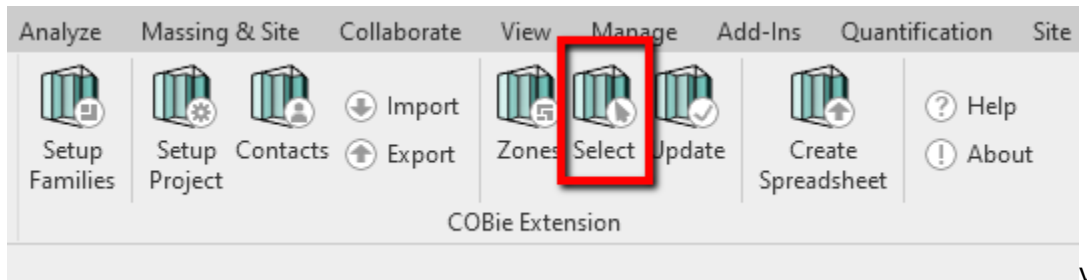 Analyze Massing & Site Collaborate View Manage Add-Ins Quantification Site
Import
Export
Help
About
Setup Families
Setup Project
Contacts
Zones
Select
Update
Create Spreadsheet
COBie Extension